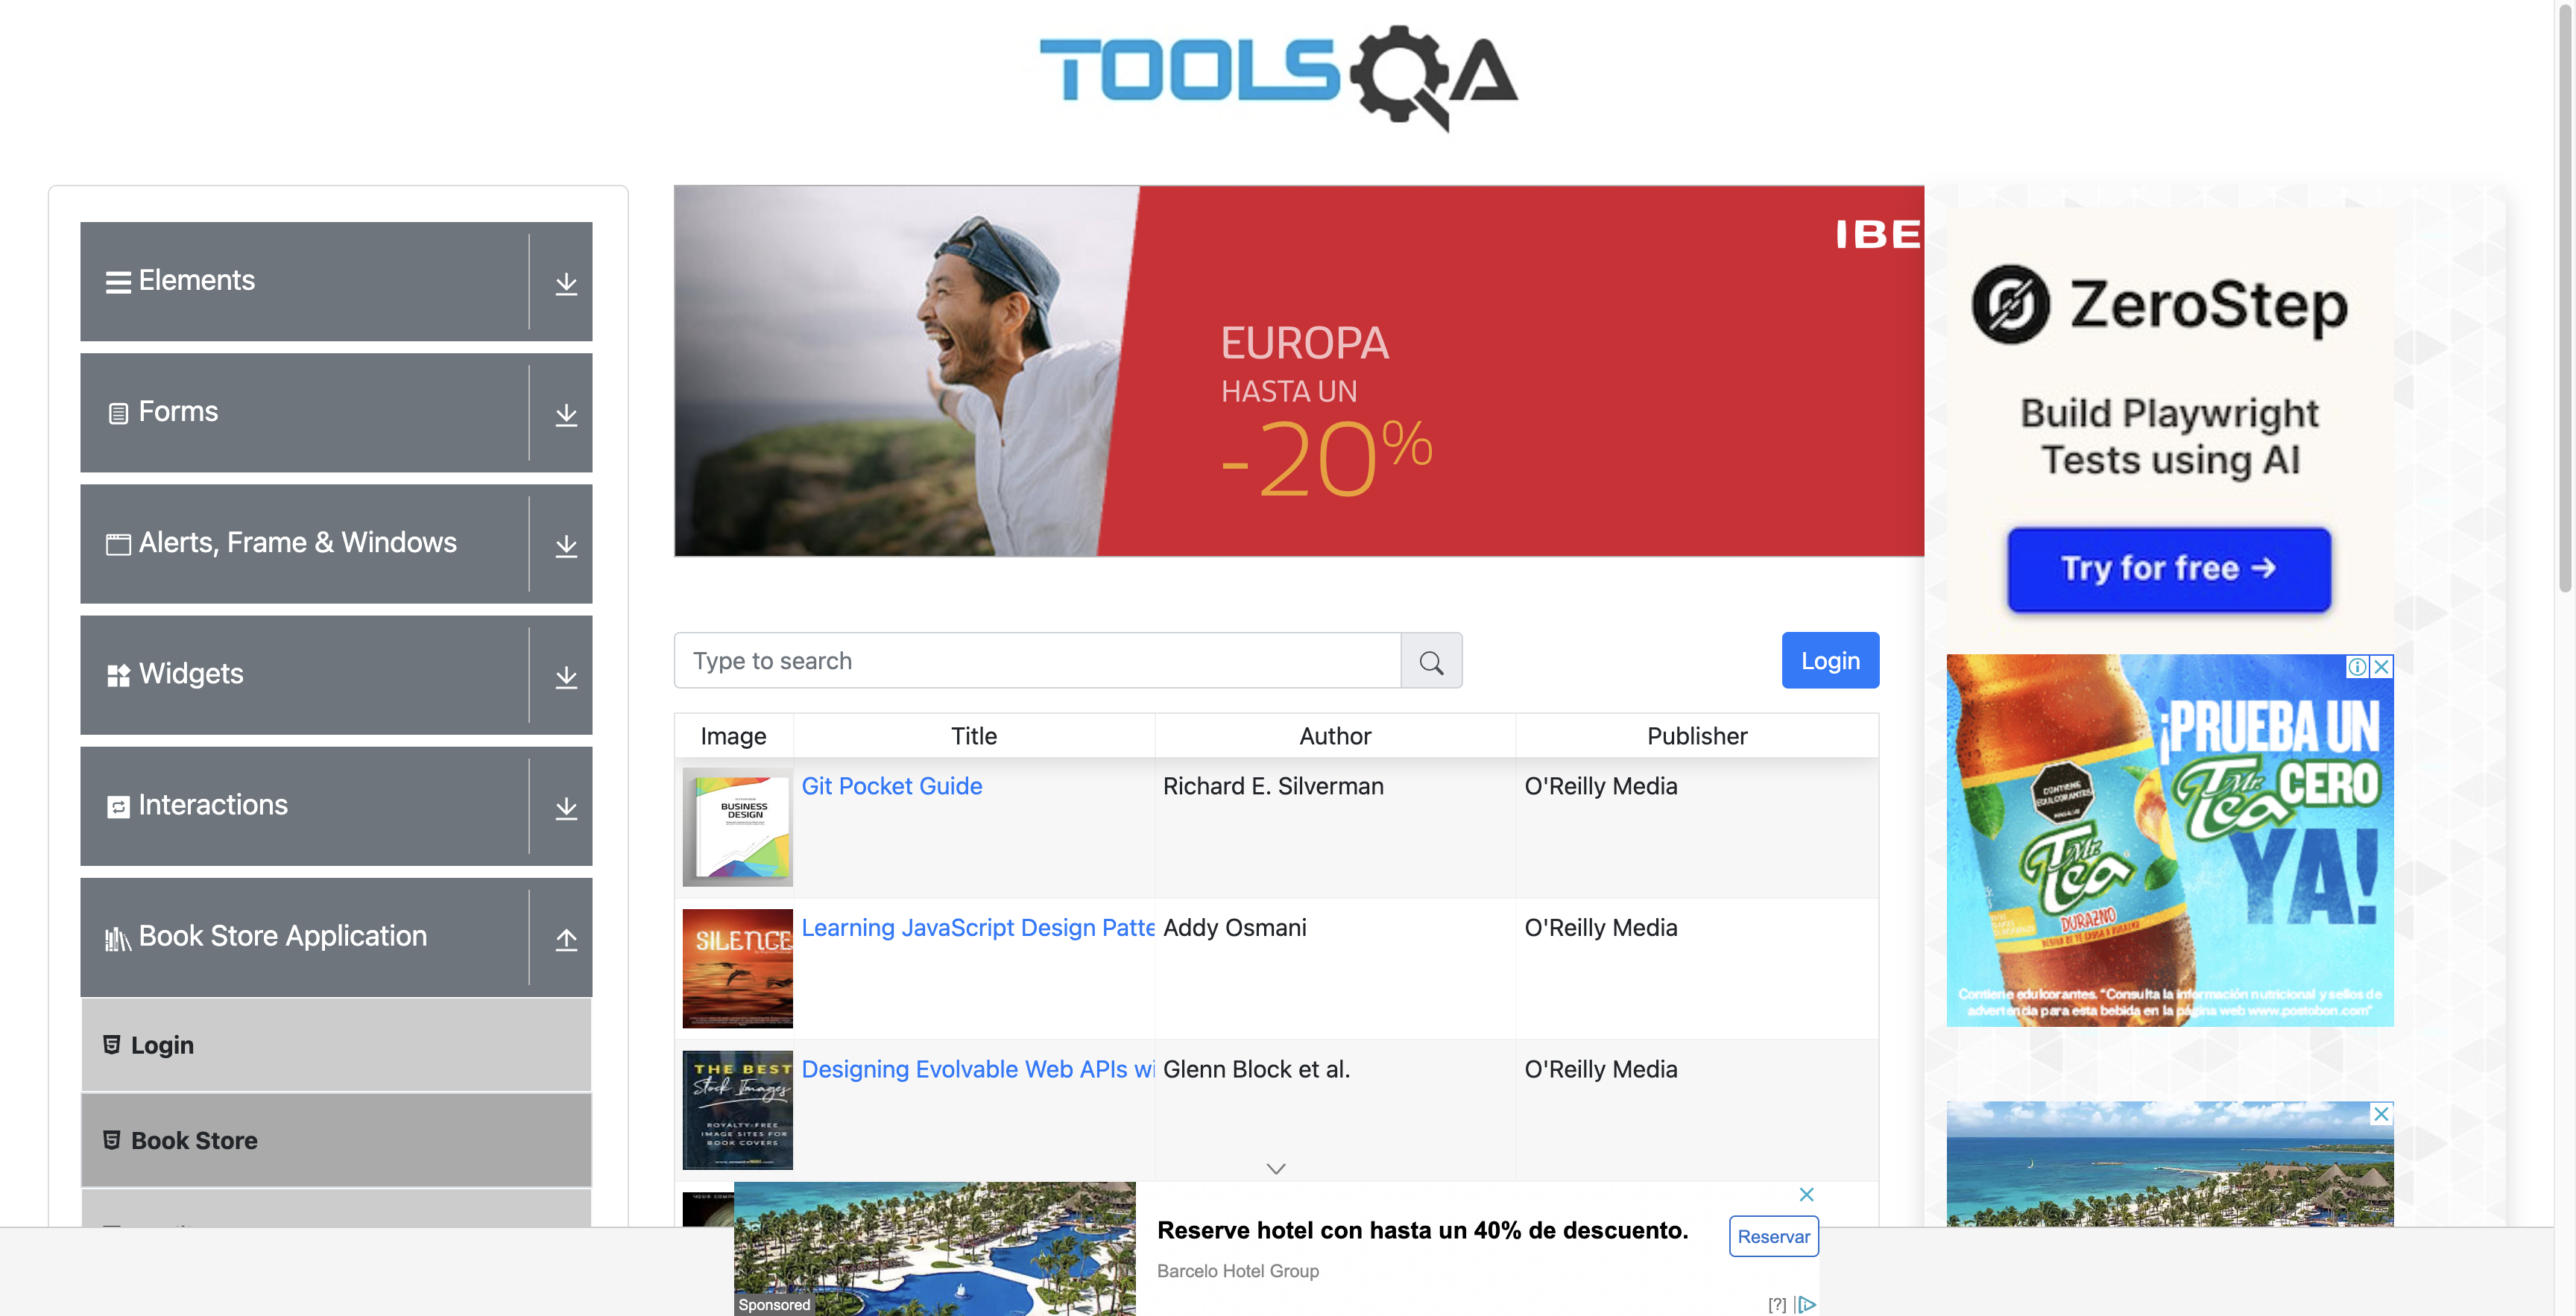 TOOLSQA
Elements
Forms
Alerts, Frame & Windows
Widgets
Interactions
Book Store Application
Login
Book Store
IBE
EUROPA
HASTA UN
-20%
Type to search
Login
Image Title Author Publisher
BUSINESS
DESIGN
Git Pocket Guide Richard E. Silverman O'Reilly Media
SILENCE
Learning JavaScript Design Patte Addy Osmani O'Reilly Media
THE BEST
Stock Images
ROYALTY-FREE
IMAGE SITES FOR
BOOK COVERS
Designing Evolvable Web APIs wi Glenn Block et al. O'Reilly Media
ZeroStep
Build Playwright
Tests using AI
Try for free →
¡PRUEBA UN
Mr. Tea CERO
YA!
CONTIENE
EDULCORANTES
Mr. Tea
DURAZNO
Contiene edulcorantes. "Consulta la información nutricional y sellos de
advertencia para esta bebida en la página web www.postobon.com"
Reserve hotel con hasta un 40% de descuento.
Barcelo Hotel Group
Reservar
Sponsored
[?]